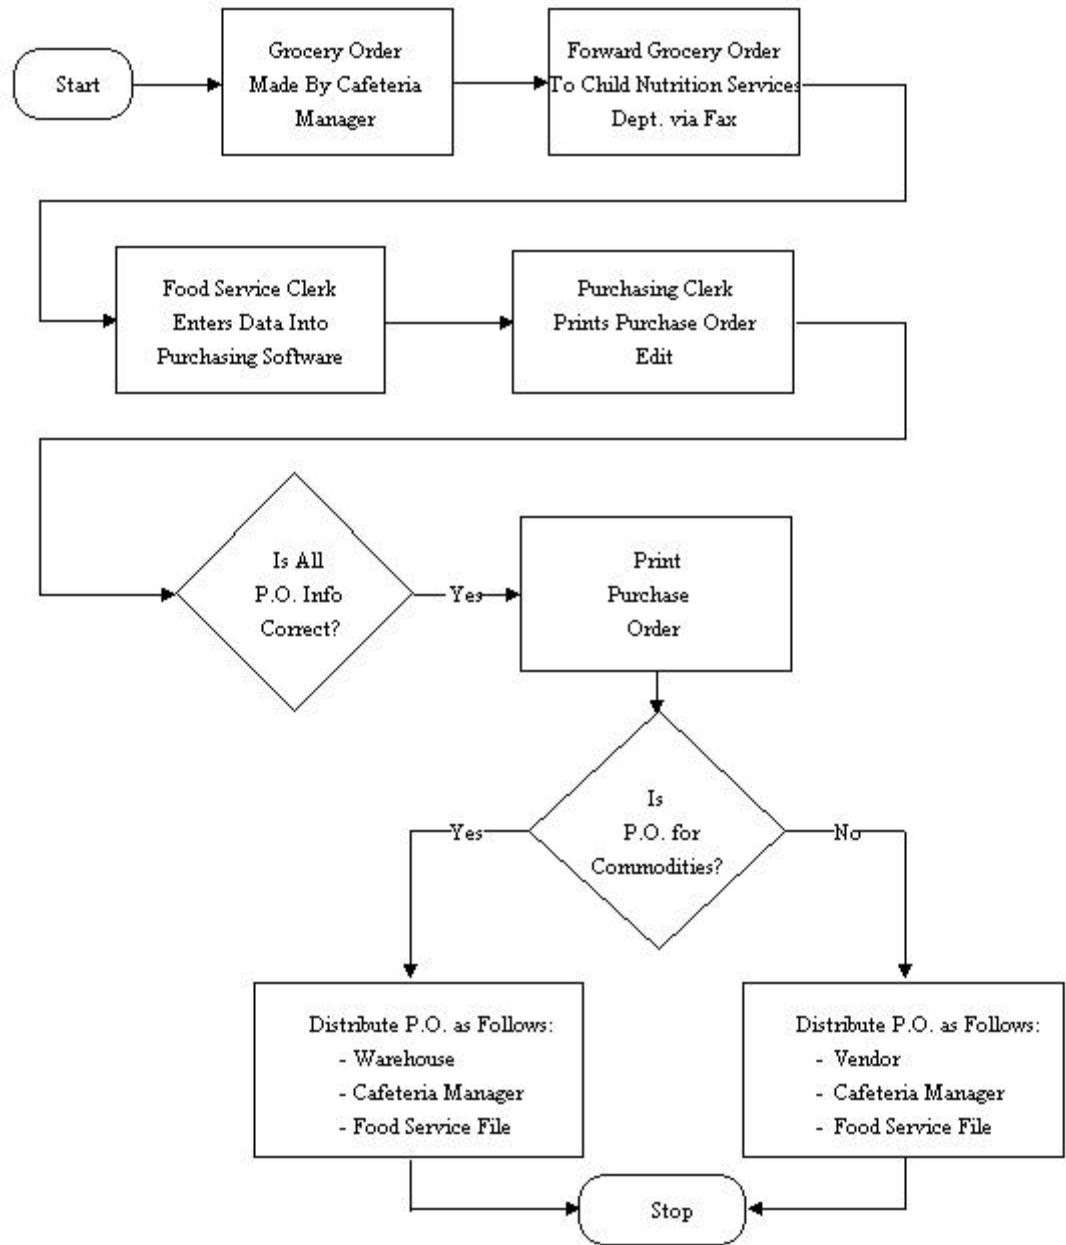 Start
Grocery Order
Made By Cafeteria
Manager
Forward Grocery Order
To Child Nutrition Services
Dept. via Fax
Food Service Clerk
Enters Data Into
Purchasing Software
Purchasing Clerk
Prints Purchase Order
Edit
Is All
P.O. Info
Correct?
Yes
Print
Purchase
Order
Is
P.O. for
Commodities?
Yes
No
Distribute P.O. as Follows:
- Warehouse
- Cafeteria Manager
- Food Service File
Distribute P.O. as Follows:
- Vendor
- Cafeteria Manager
- Food Service File
Stop